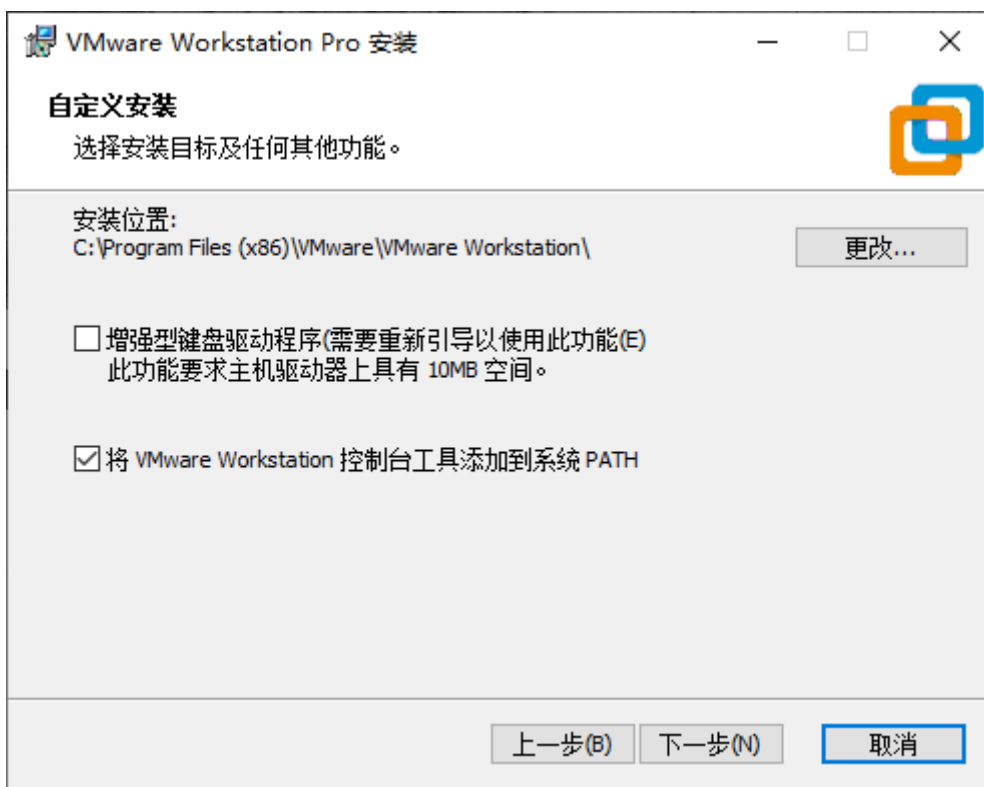 VMware Workstation Pro 安装
自定义安装
选择安装目标及任何其他功能。
安装位置:
C:\Program Files (x86)\VMware\VMware Workstation\
更改...
增强型键盘驱动程序(需要重新引导以使用此功能(E)
此功能要求主机驱动器上具有 10MB 空间。
将 VMware Workstation 控制台工具添加到系统 PATH
上一步(B)
下一步(N)
取消